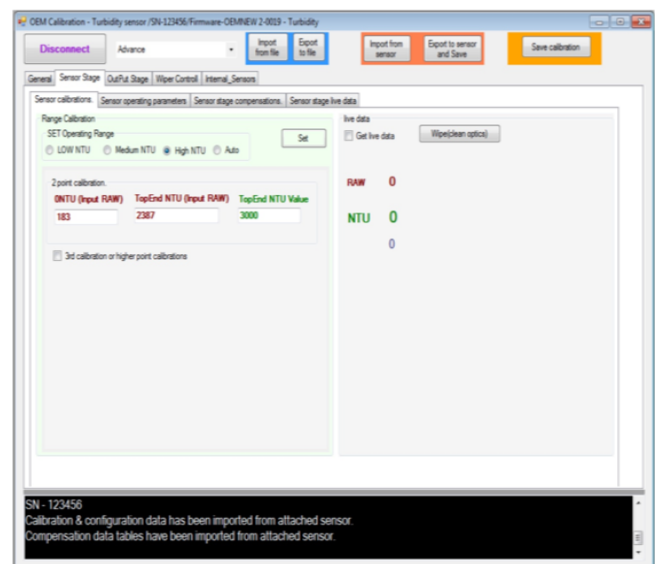 OEM Calibration - Turbidity sensor /SN-123456/Firmware-OEMNEW 2-0019 - Turbidity
Disconnect
Advance
Import from file
Export to file
Import from sensor
Export to sensor and Save
Save calibration
General Sensor Stage OutPut Stage Wiper Controll Internal_Sensors
Sensor calibrations. Sensor operating parameters Sensor stage compensations. Sensor stage live data
Range Calibration
SET Operating Range
LOW NTU Medium NTU High NTU Auto
Set
2 point calibration.
0NTU (Input RAW) TopEnd NTU (Input RAW) TopEnd NTU Value
183 2387 3000
3rd calibration or higher point calibrations
live data
Get live data
Wipe(clean optics)
RAW 0
NTU 0
0
SN - 123456
Calibration & configuration data has been imported from attached sensor.
Compensation data tables have been imported from attached sensor.